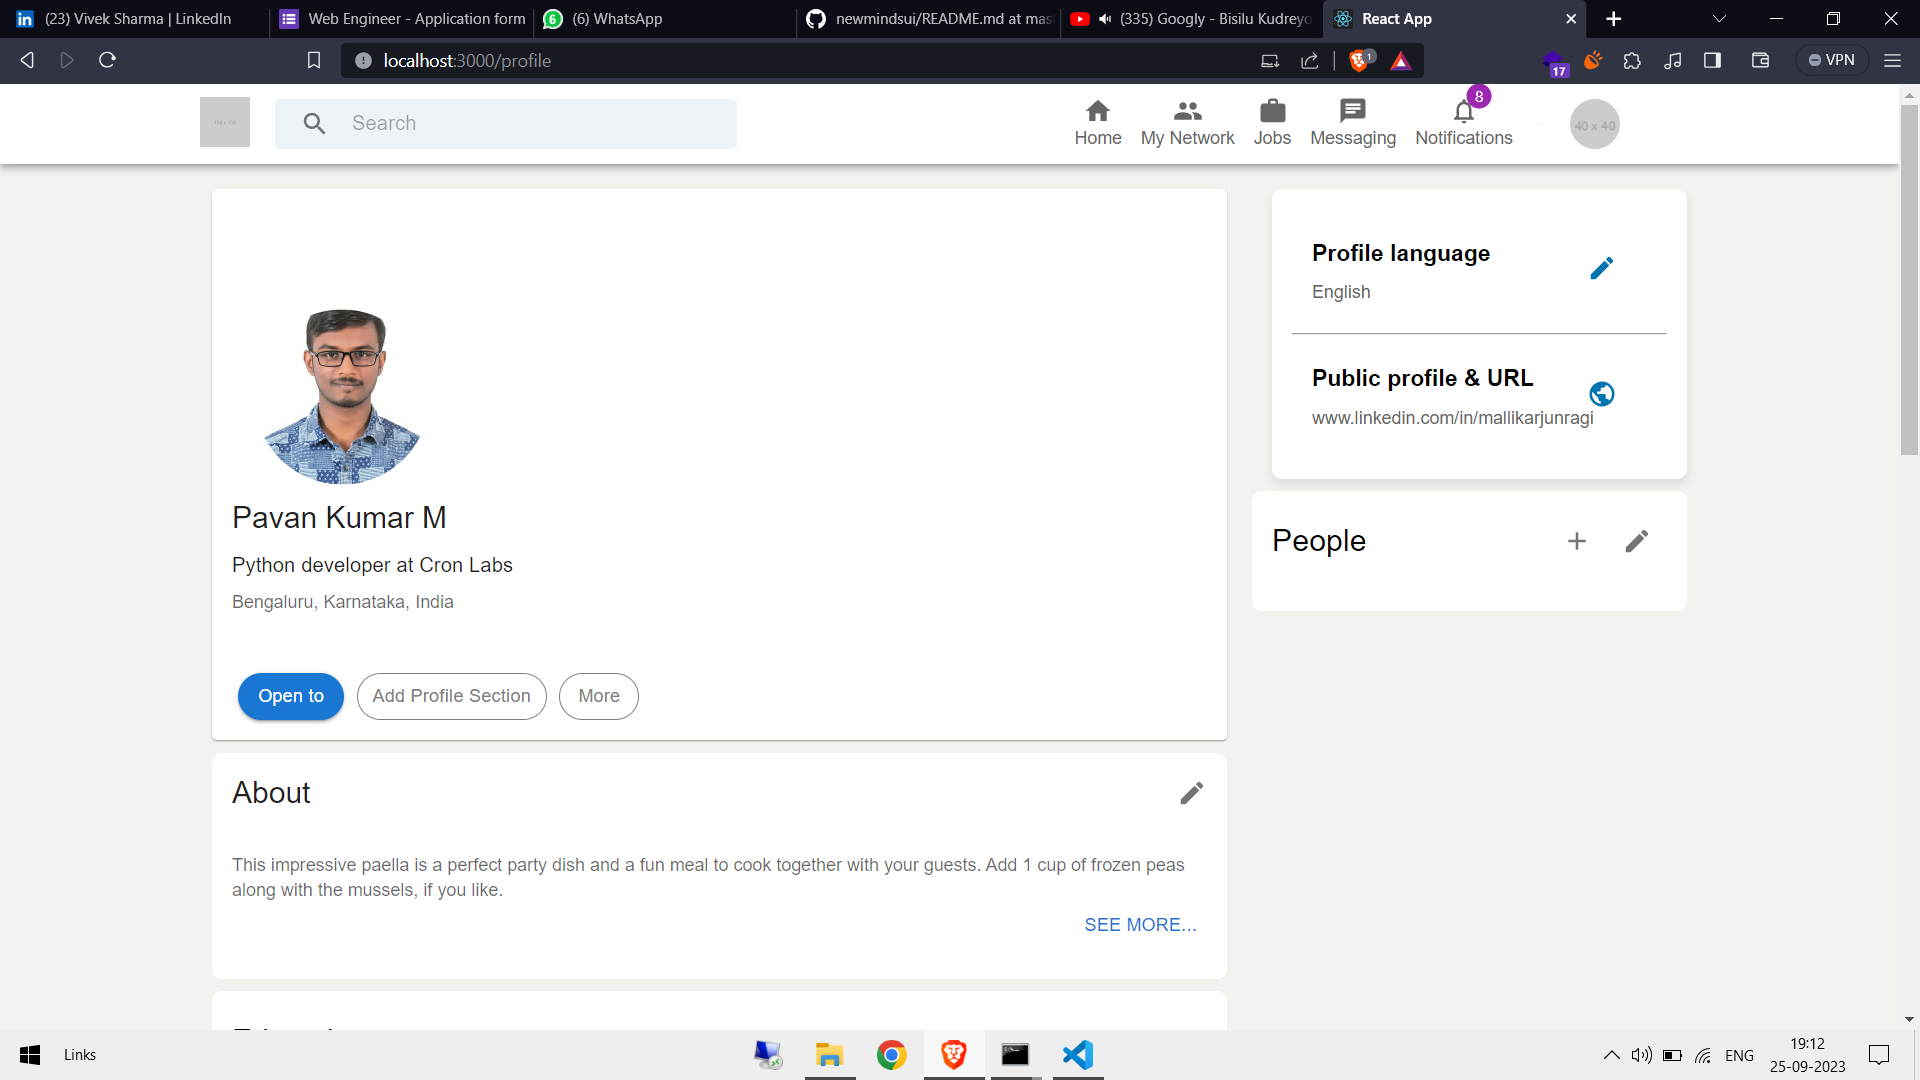 (23) Vivek Sharma | LinkedIn
Web Engineer - Application form
6
(6) WhatsApp
newmindsui/README.md at mas
(335) Googly - Bisilu Kudreyo
React App
localhost:3000/profile
1
17
VPN
Search
Home
My Network
Jobs
Messaging
8
Notifications
40 x 40
Pavan Kumar M
Python developer at Cron Labs
Bengaluru, Karnataka, India
Open to
Add Profile Section
More
Profile language
English
Public profile & URL
www.linkedin.com/in/mallikarjunragi
People
About
This impressive paella is a perfect party dish and a fun meal to cook together with your guests. Add 1 cup of frozen peas
along with the mussels, if you like.
SEE MORE...
Links
ENG
19:12
25-09-2023